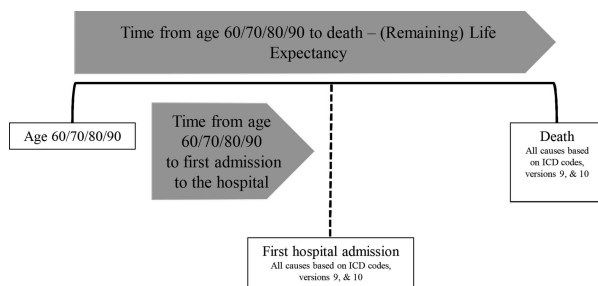 Time from age 60/70/80/90 to death – (Remaining) Life
Expectancy
Age 60/70/80/90
Time from age
60/70/80/90
to first admission
to the hospital
Death
All causes based
on ICD codes,
versions 9, & 10
First hospital admission
All causes based on ICD codes,
versions 9, & 10